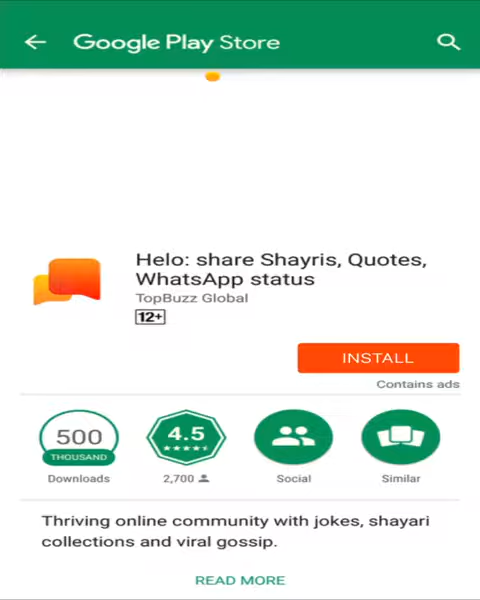 Google Play Store
Helo: share Shayris, Quotes,
WhatsApp status
TopBuzz Global
12+
INSTALL
Contains ads
500
THOUSAND
Downloads
4.5
2,700
Social
Similar
Thriving online community with jokes, shayari
collections and viral gossip.
READ MORE